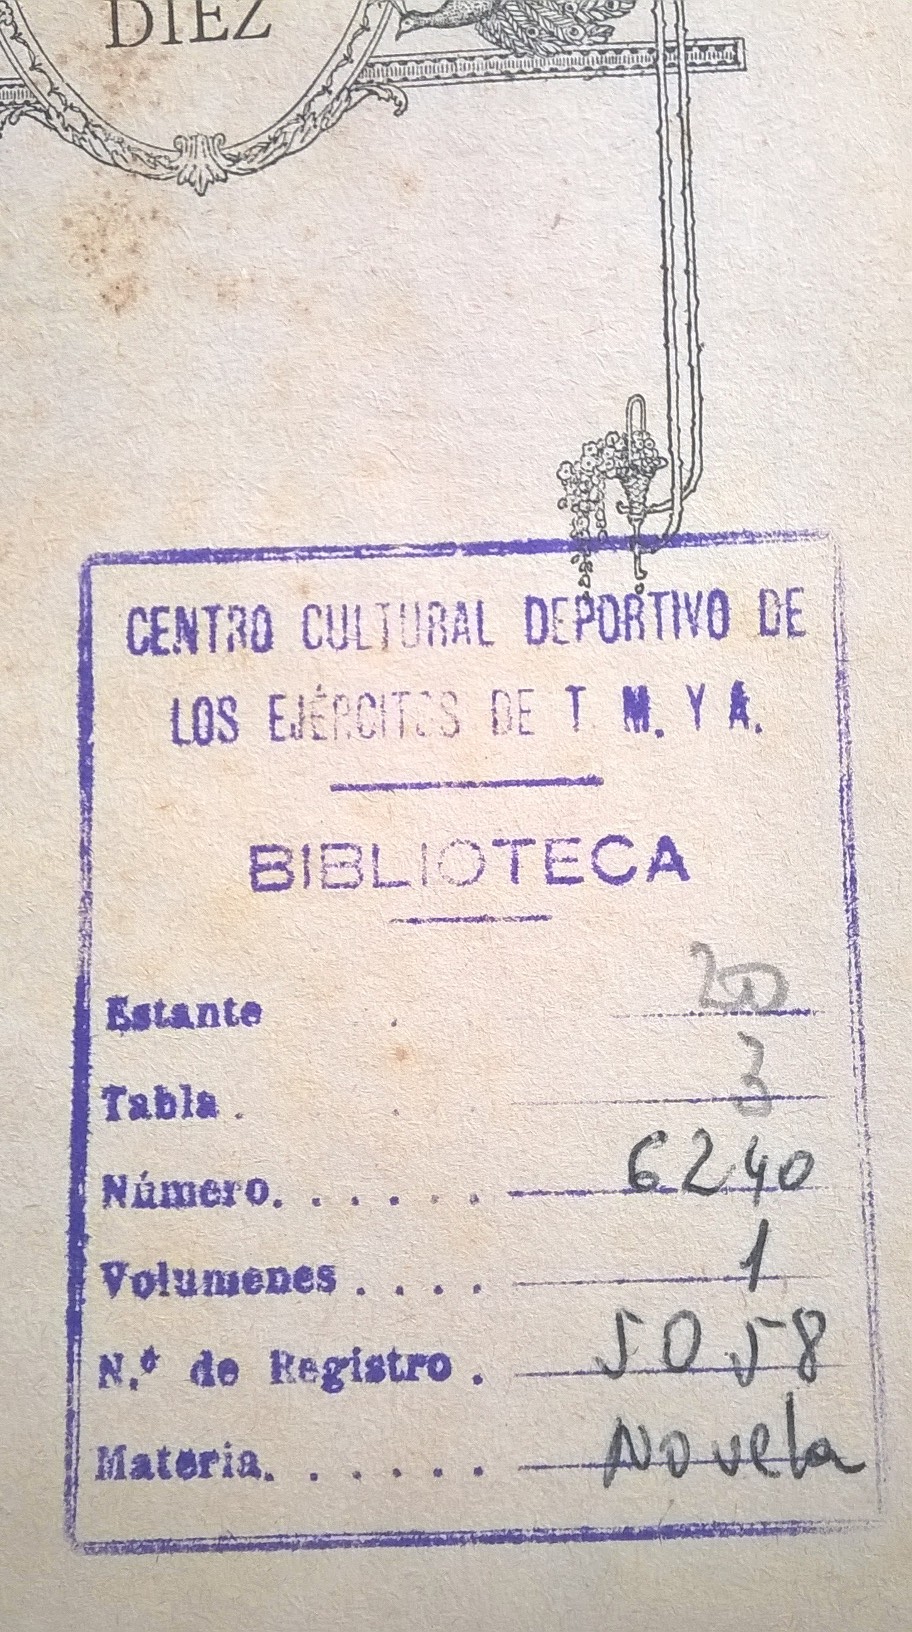 DIEZ
CENTRO CULTURAL DEPORTIVO DE
LOS EJÉRCITOS DE T. M. Y A.
BIBLIOTECA
Estante 20
Tabla . 3
Número. . . . . . 6240
Volumenes . . . . 1
N.º de Registro . 5058
Materia. . . . . . Novela